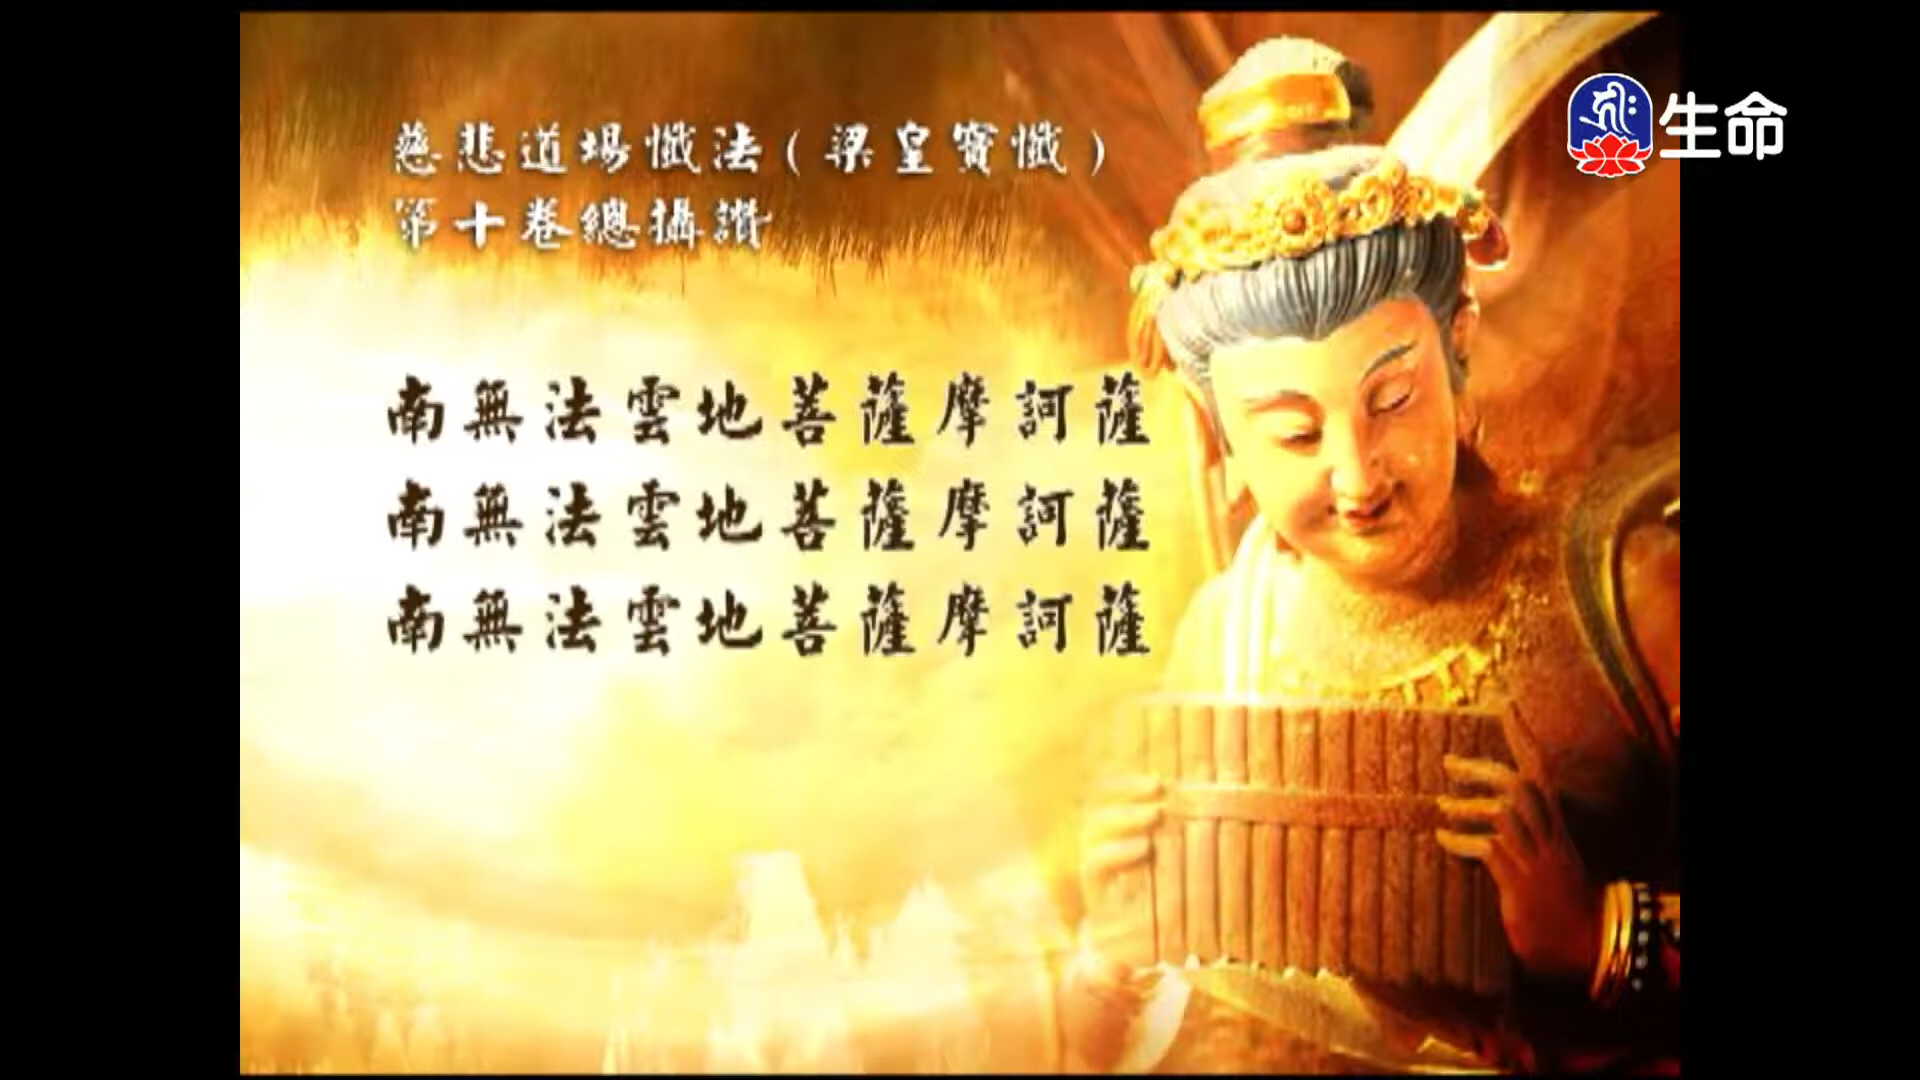 慈悲道場懺法(梁皇寶懺)
第十卷總攝讚
生命
南無法雲地菩薩摩訶薩
南無法雲地菩薩摩訶薩
南無法雲地菩薩摩訶薩